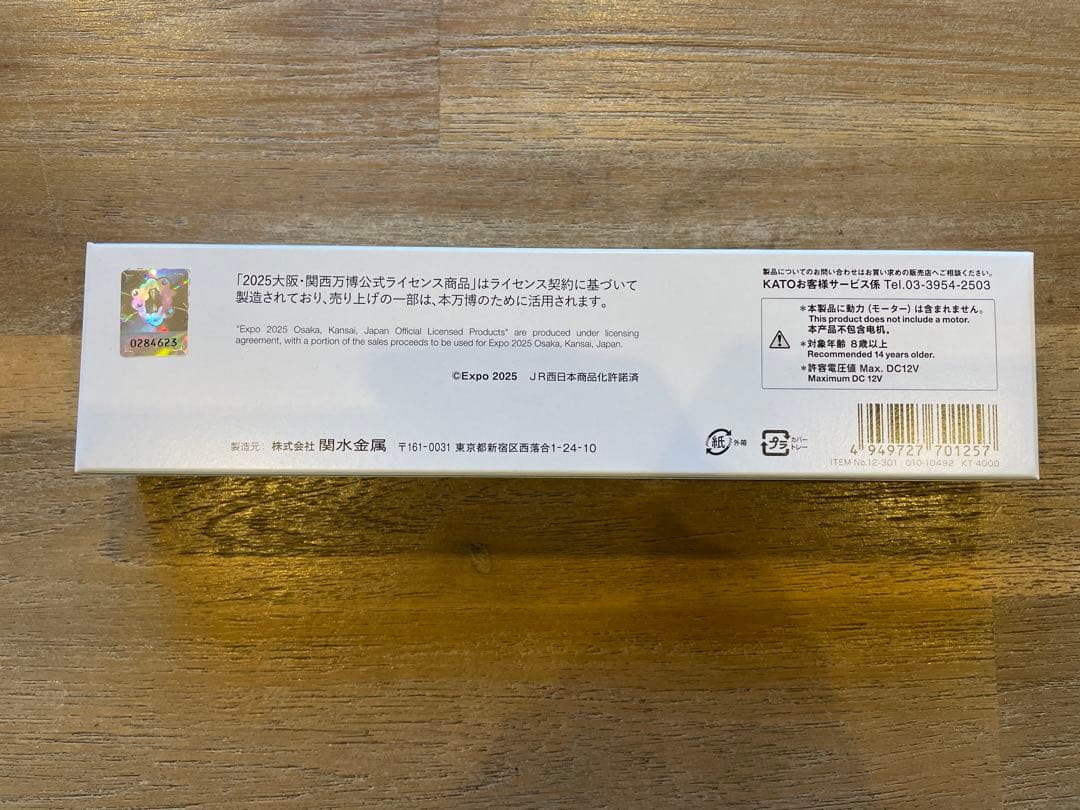 「2025大阪・関西万博公式ライセンス商品」はライセンス契約に基づいて
製造されており、売り上げの一部は、本万博のために活用されます。
"Expo 2025 Osaka, Kansai, Japan Official Licensed Products" are produced under licensing
agreement, with a portion of the sales proceeds to be used for Expo 2025 Osaka, Kansai, Japan.
©Expo 2025 JR西日本商品化許諾済
0284623
製造元: 株式会社 関水金属 〒161-0031 東京都新宿区西落合1-24-10
製品についてのお問い合わせはお買い求めの販売店へご相談ください。
KATOお客様サービス係 Tel.03-3954-2503
*本製品に動力（モーター）は含まれません。
This product does not include a motor.
本产品不包含电机。
*対象年齢 8歳以上
Recommended 14 years older.
*許容電圧値 Max. DC12V
Maximum DC 12V
紙 外箱
プラ カバー
トレー
4 949727 701257
ITEM No.12-301 010-10492 KT 4000